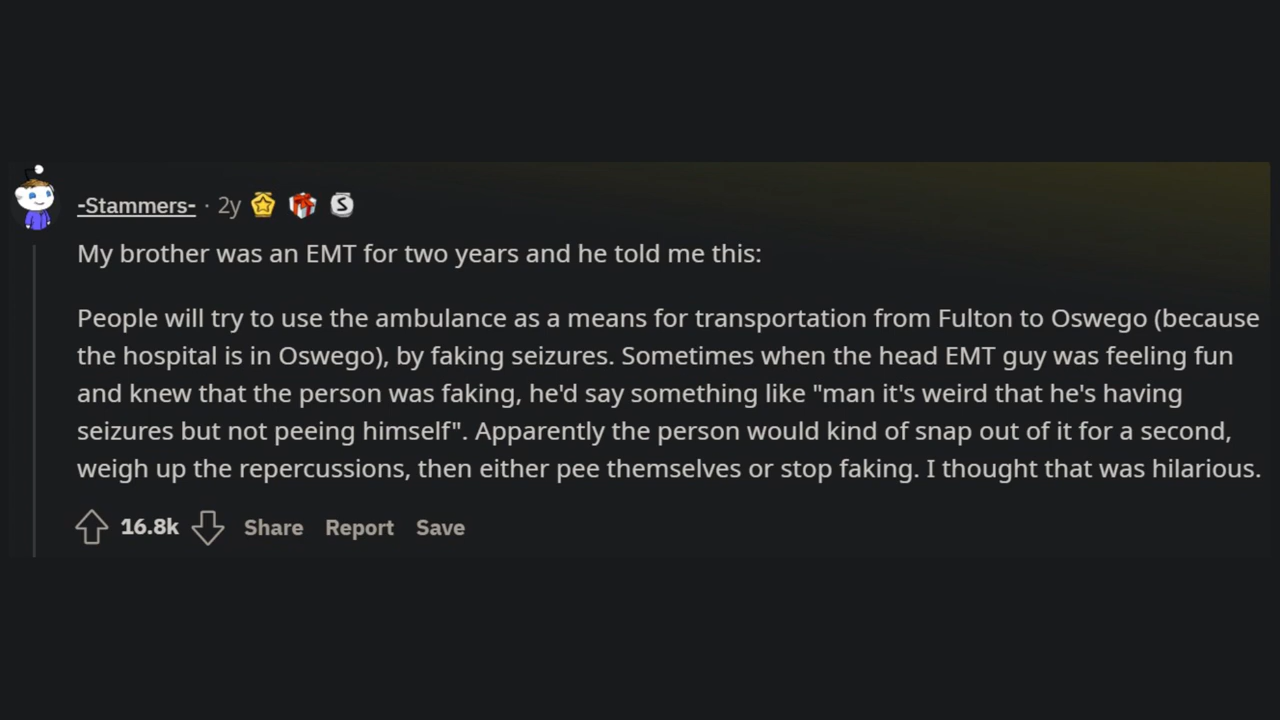 -Stammers- · 2y
My brother was an EMT for two years and he told me this:
People will try to use the ambulance as a means for transportation from Fulton to Oswego (because
the hospital is in Oswego), by faking seizures. Sometimes when the head EMT guy was feeling fun
and knew that the person was faking, he'd say something like "man it's weird that he's having
seizures but not peeing himself". Apparently the person would kind of snap out of it for a second,
weigh up the repercussions, then either pee themselves or stop faking. I thought that was hilarious.
16.8k Share Report Save